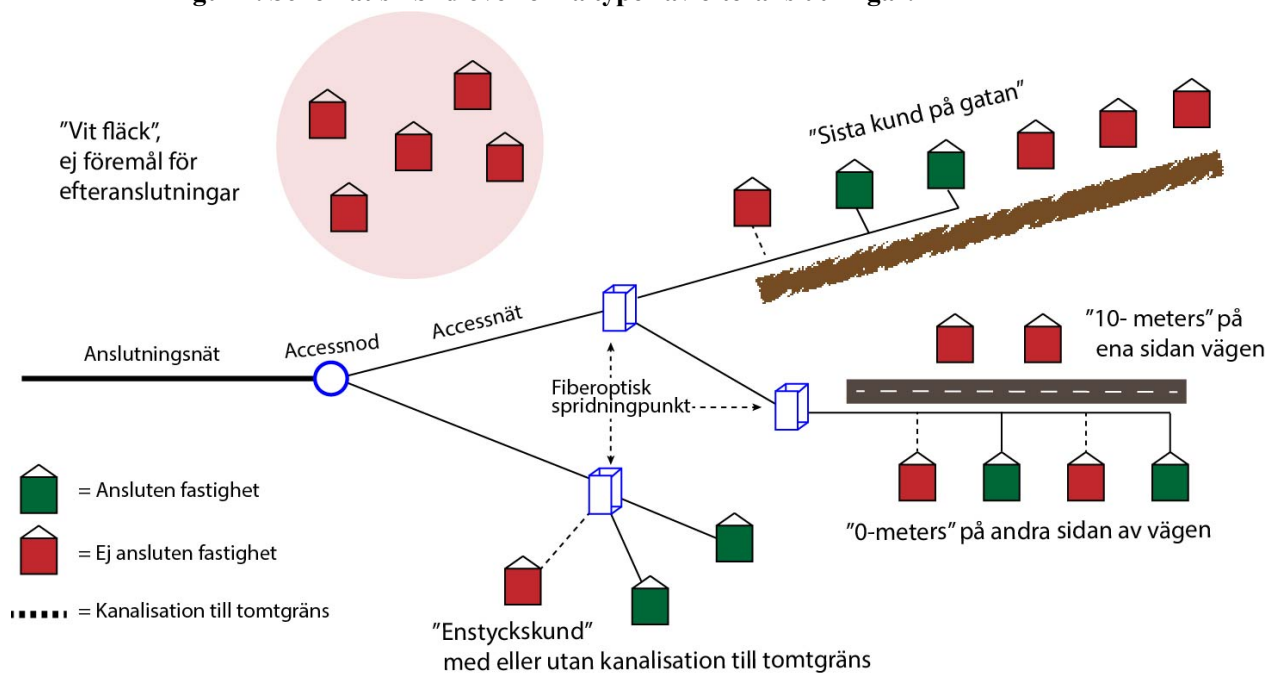 "Vit fläck",
ej föremål för
efteranslutningar
"Sista kund på gatan"
"10- meters" på
ena sidan vägen
Anslutningsnät
Accessnod
Accessnät
Fiberoptisk
spridningpunkt
= Ansluten fastighet
= Ej ansluten fastighet
= Kanalisation till tomtgräns
"0-meters" på andra sidan av vägen
"Enstyckskund"
med eller utan kanalisation till tomtgräns